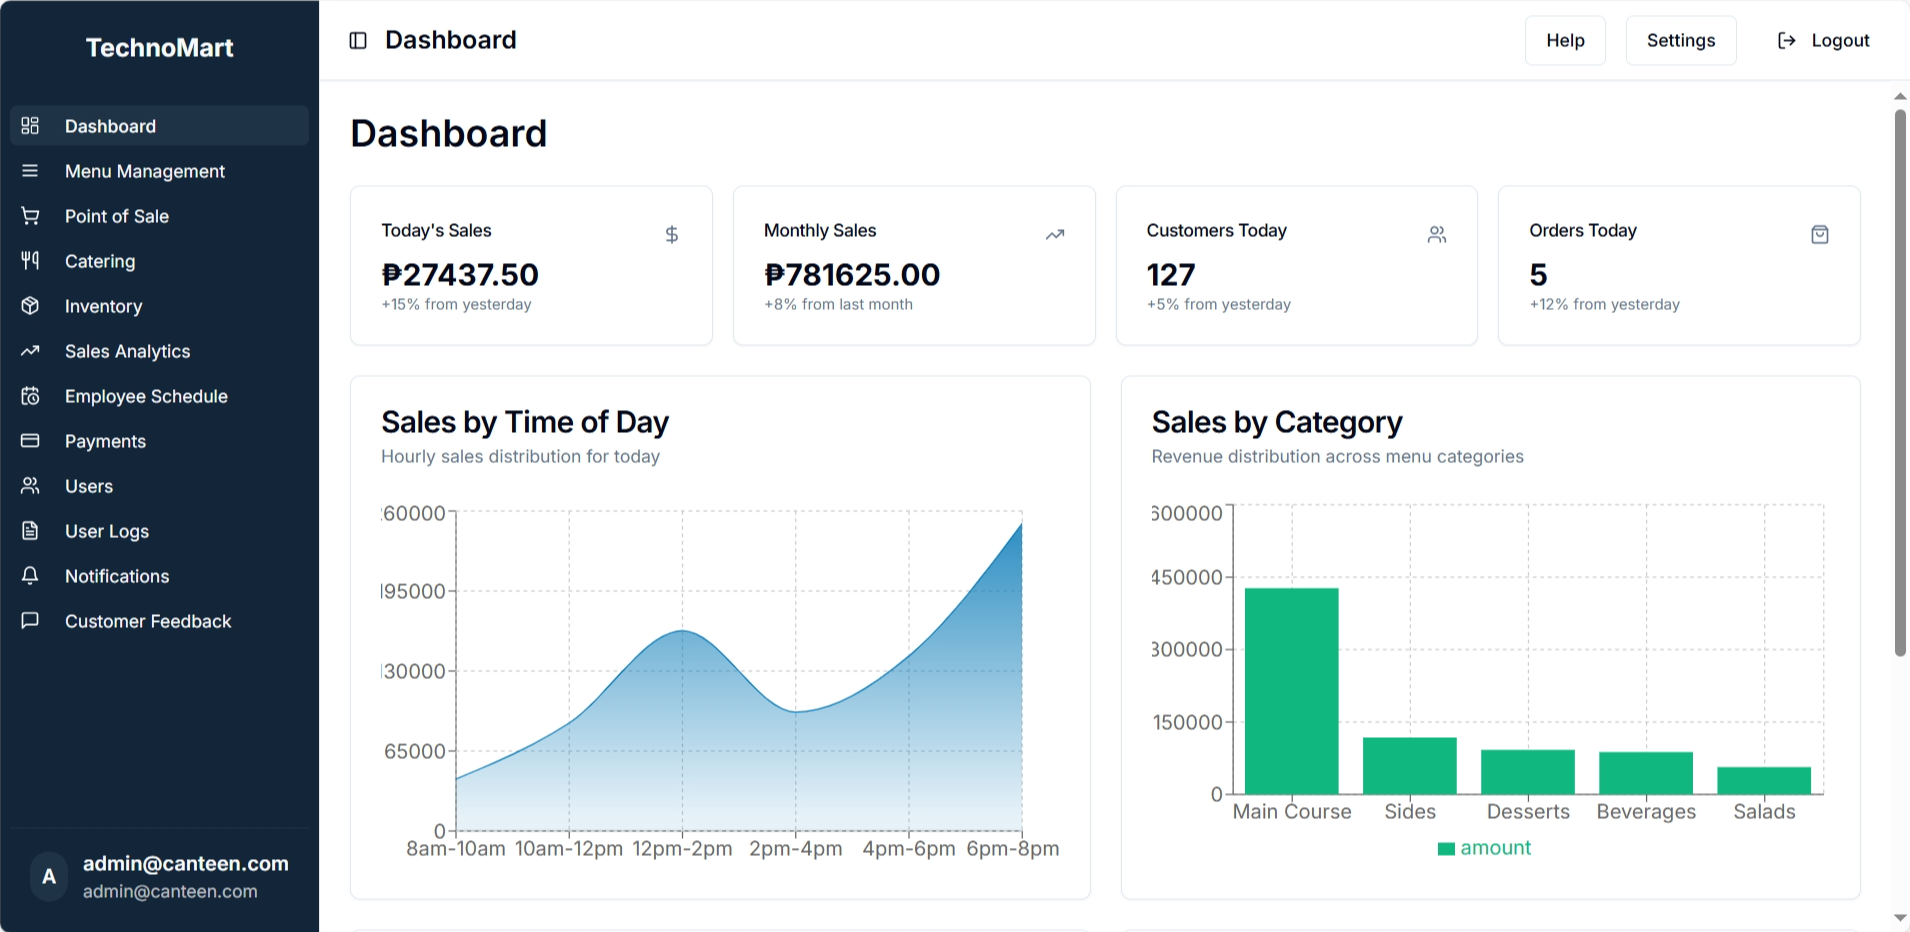 TechnoMart
Dashboard
Menu Management
Point of Sale
Catering
Inventory
Sales Analytics
Employee Schedule
Payments
Users
User Logs
Notifications
Customer Feedback
A
admin@canteen.com
admin@canteen.com
Dashboard
Help
Settings
Logout
Dashboard
Today's Sales
₱27437.50
+15% from yesterday
Monthly Sales
₱781625.00
+8% from last month
Customers Today
127
+5% from yesterday
Orders Today
5
+12% from yesterday
Sales by Time of Day
Hourly sales distribution for today
60000
95000
30000
65000
0
8am-10am 10am-12pm 12pm-2pm 2pm-4pm 4pm-6pm 6pm-8pm
Sales by Category
Revenue distribution across menu categories
600000
450000
300000
150000
0
Main Course Sides Desserts Beverages Salads
amount